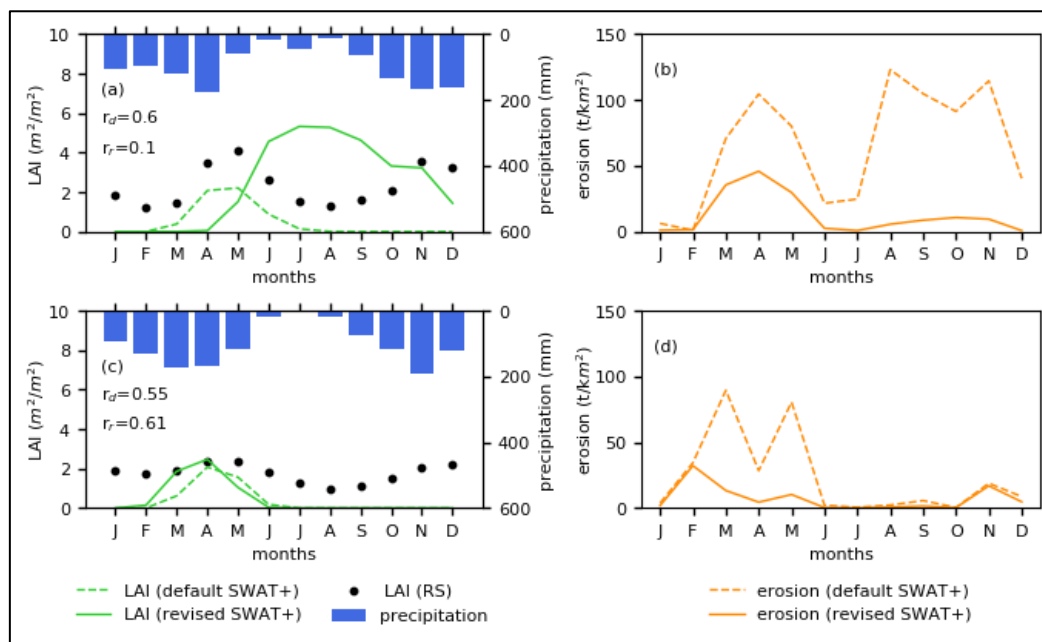 (a)
r_d=0.6
r_r=0.1
LAI (m²/m²)
10
8
6
4
2
0
J F M A M J J A S O N D
months
0
200
400
600
precipitation (mm)
(b)
erosion (t/km²)
150
100
50
0
J F M A M J J A S O N D
months
(c)
r_d=0.55
r_r=0.61
LAI (m²/m²)
10
8
6
4
2
0
J F M A M J J A S O N D
months
0
200
400
600
precipitation (mm)
(d)
erosion (t/km²)
150
100
50
0
J F M A M J J A S O N D
months
LAI (default SWAT+)
LAI (revised SWAT+)
LAI (RS)
precipitation
erosion (default SWAT+)
erosion (revised SWAT+)